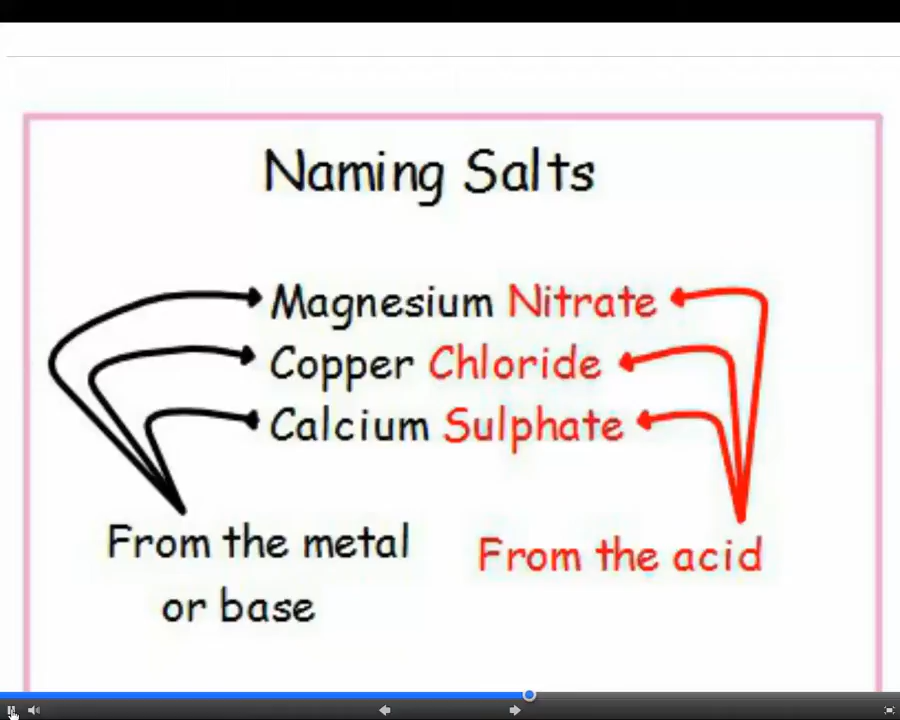 Naming Salts
Magnesium Nitrate
Copper Chloride
Calcium Sulphate
From the metal
or base
From the acid